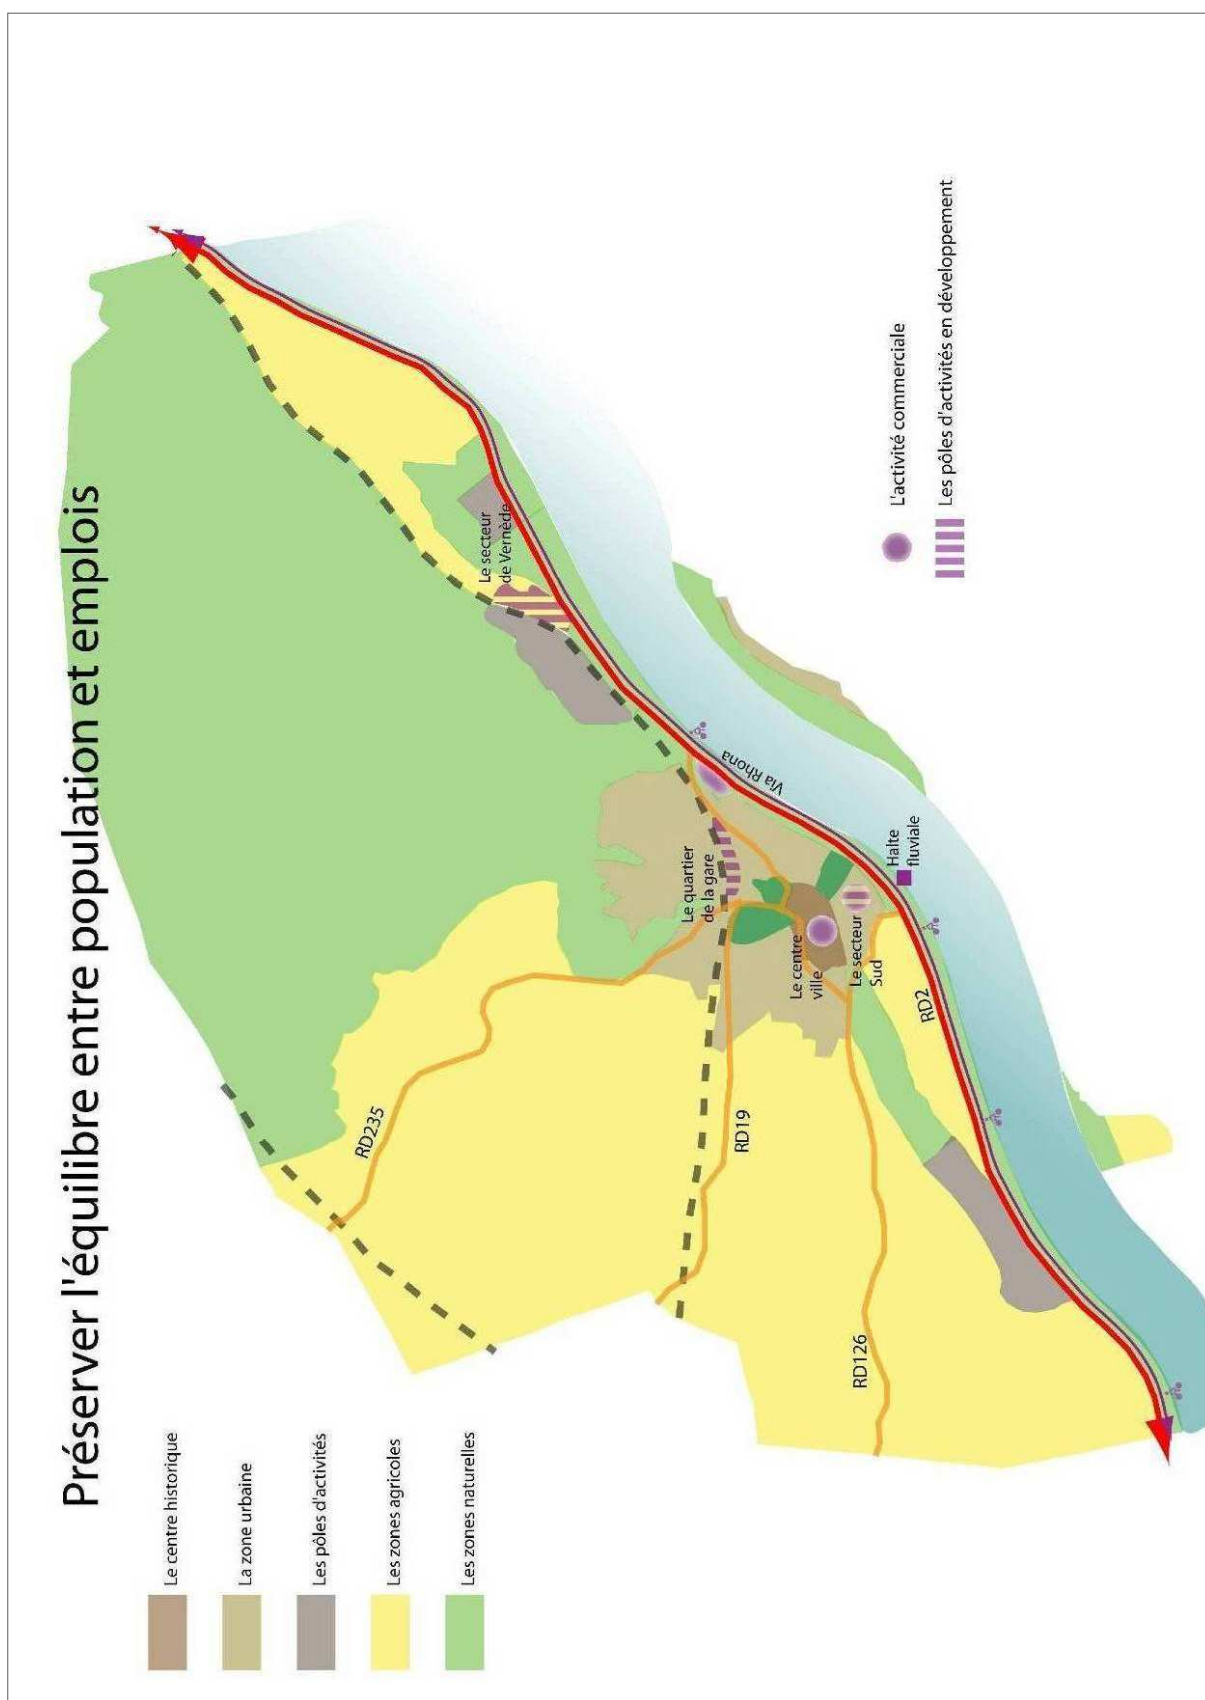 Préserver l'équilibre entre population et emplois
Le centre historique
La zone urbaine
Les pôles d'activités
Les zones agricoles
Les zones naturelles
RD235
RD19
RD126
RD2
Le secteur
de Vernède
Le quartier
de la gare
Le centre
ville
Le secteur
Sud
Via Rhona
Halte
fluviale
L'activité commerciale
Les pôles d'activités en développement